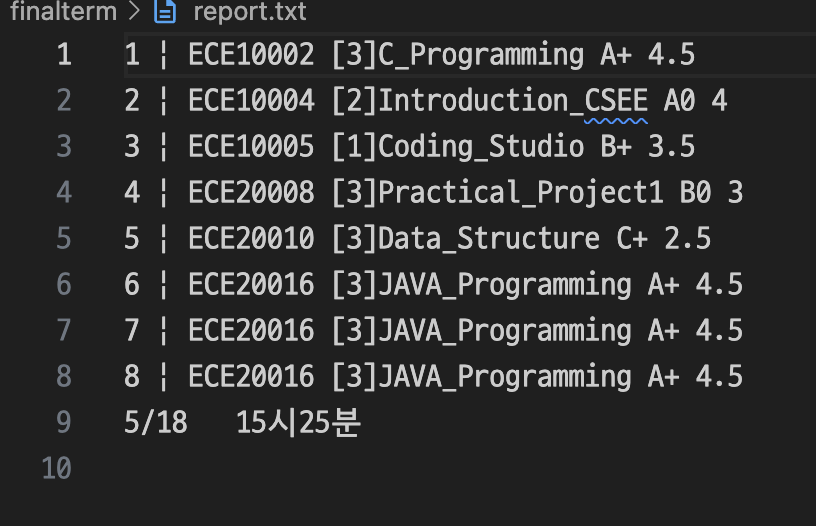 finalterm > report.txt
1 1 ¦ ECE10002 [3]C_Programming A+ 4.5
2 2 ¦ ECE10004 [2]Introduction_CSEE A0 4
3 3 ¦ ECE10005 [1]Coding_Studio B+ 3.5
4 4 ¦ ECE20008 [3]Practical_Project1 B0 3
5 5 ¦ ECE20010 [3]Data_Structure C+ 2.5
6 6 ¦ ECE20016 [3]JAVA_Programming A+ 4.5
7 7 ¦ ECE20016 [3]JAVA_Programming A+ 4.5
8 8 ¦ ECE20016 [3]JAVA_Programming A+ 4.5
9 5/18   15시25분
10